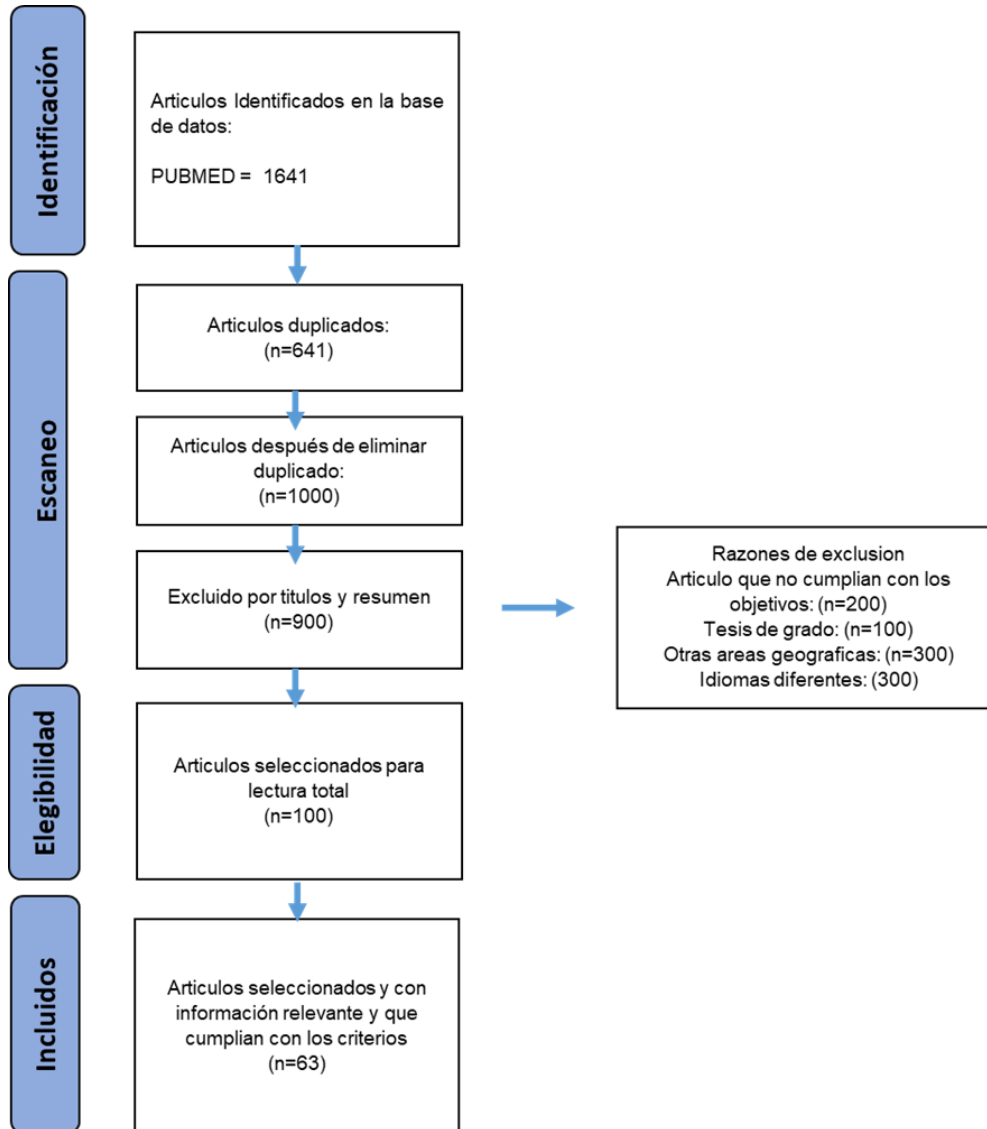 Identificación
Articulos Identificados en la base
de datos:
PUBMED = 1641
Escaneo
Articulos duplicados:
(n=641)
Articulos después de eliminar
duplicado:
(n=1000)
Excluido por titulos y resumen
(n=900)
Razones de exclusion
Articulo que no cumplian con los
objetivos: (n=200)
Tesis de grado: (n=100)
Otras areas geograficas: (n=300)
Idiomas diferentes: (300)
Elegibilidad
Articulos seleccionados para
lectura total
(n=100)
Incluidos
Articulos seleccionados y con
información relevante y que
cumplian con los criterios
(n=63)